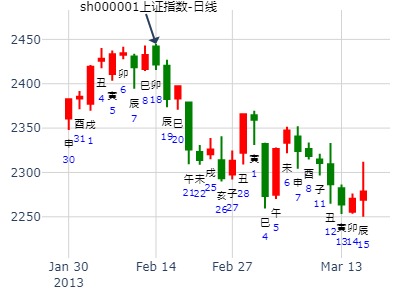 sh000001上证指数-日线
2450
2400
2350
2300
2250
申
30
酉
31
戌
1
丑
4
寅
5
卯
6
辰
7
巳
8
卯
18
辰
19
巳
20
午
21
未
22
戌
25
亥
26
子
27
丑
28
寅
1
巳
4
午
5
未
6
申
7
酉
8
子
11
丑
12
寅
13
卯
14
辰
15
Jan 30
2013
Feb 14
Feb 27
Mar 13